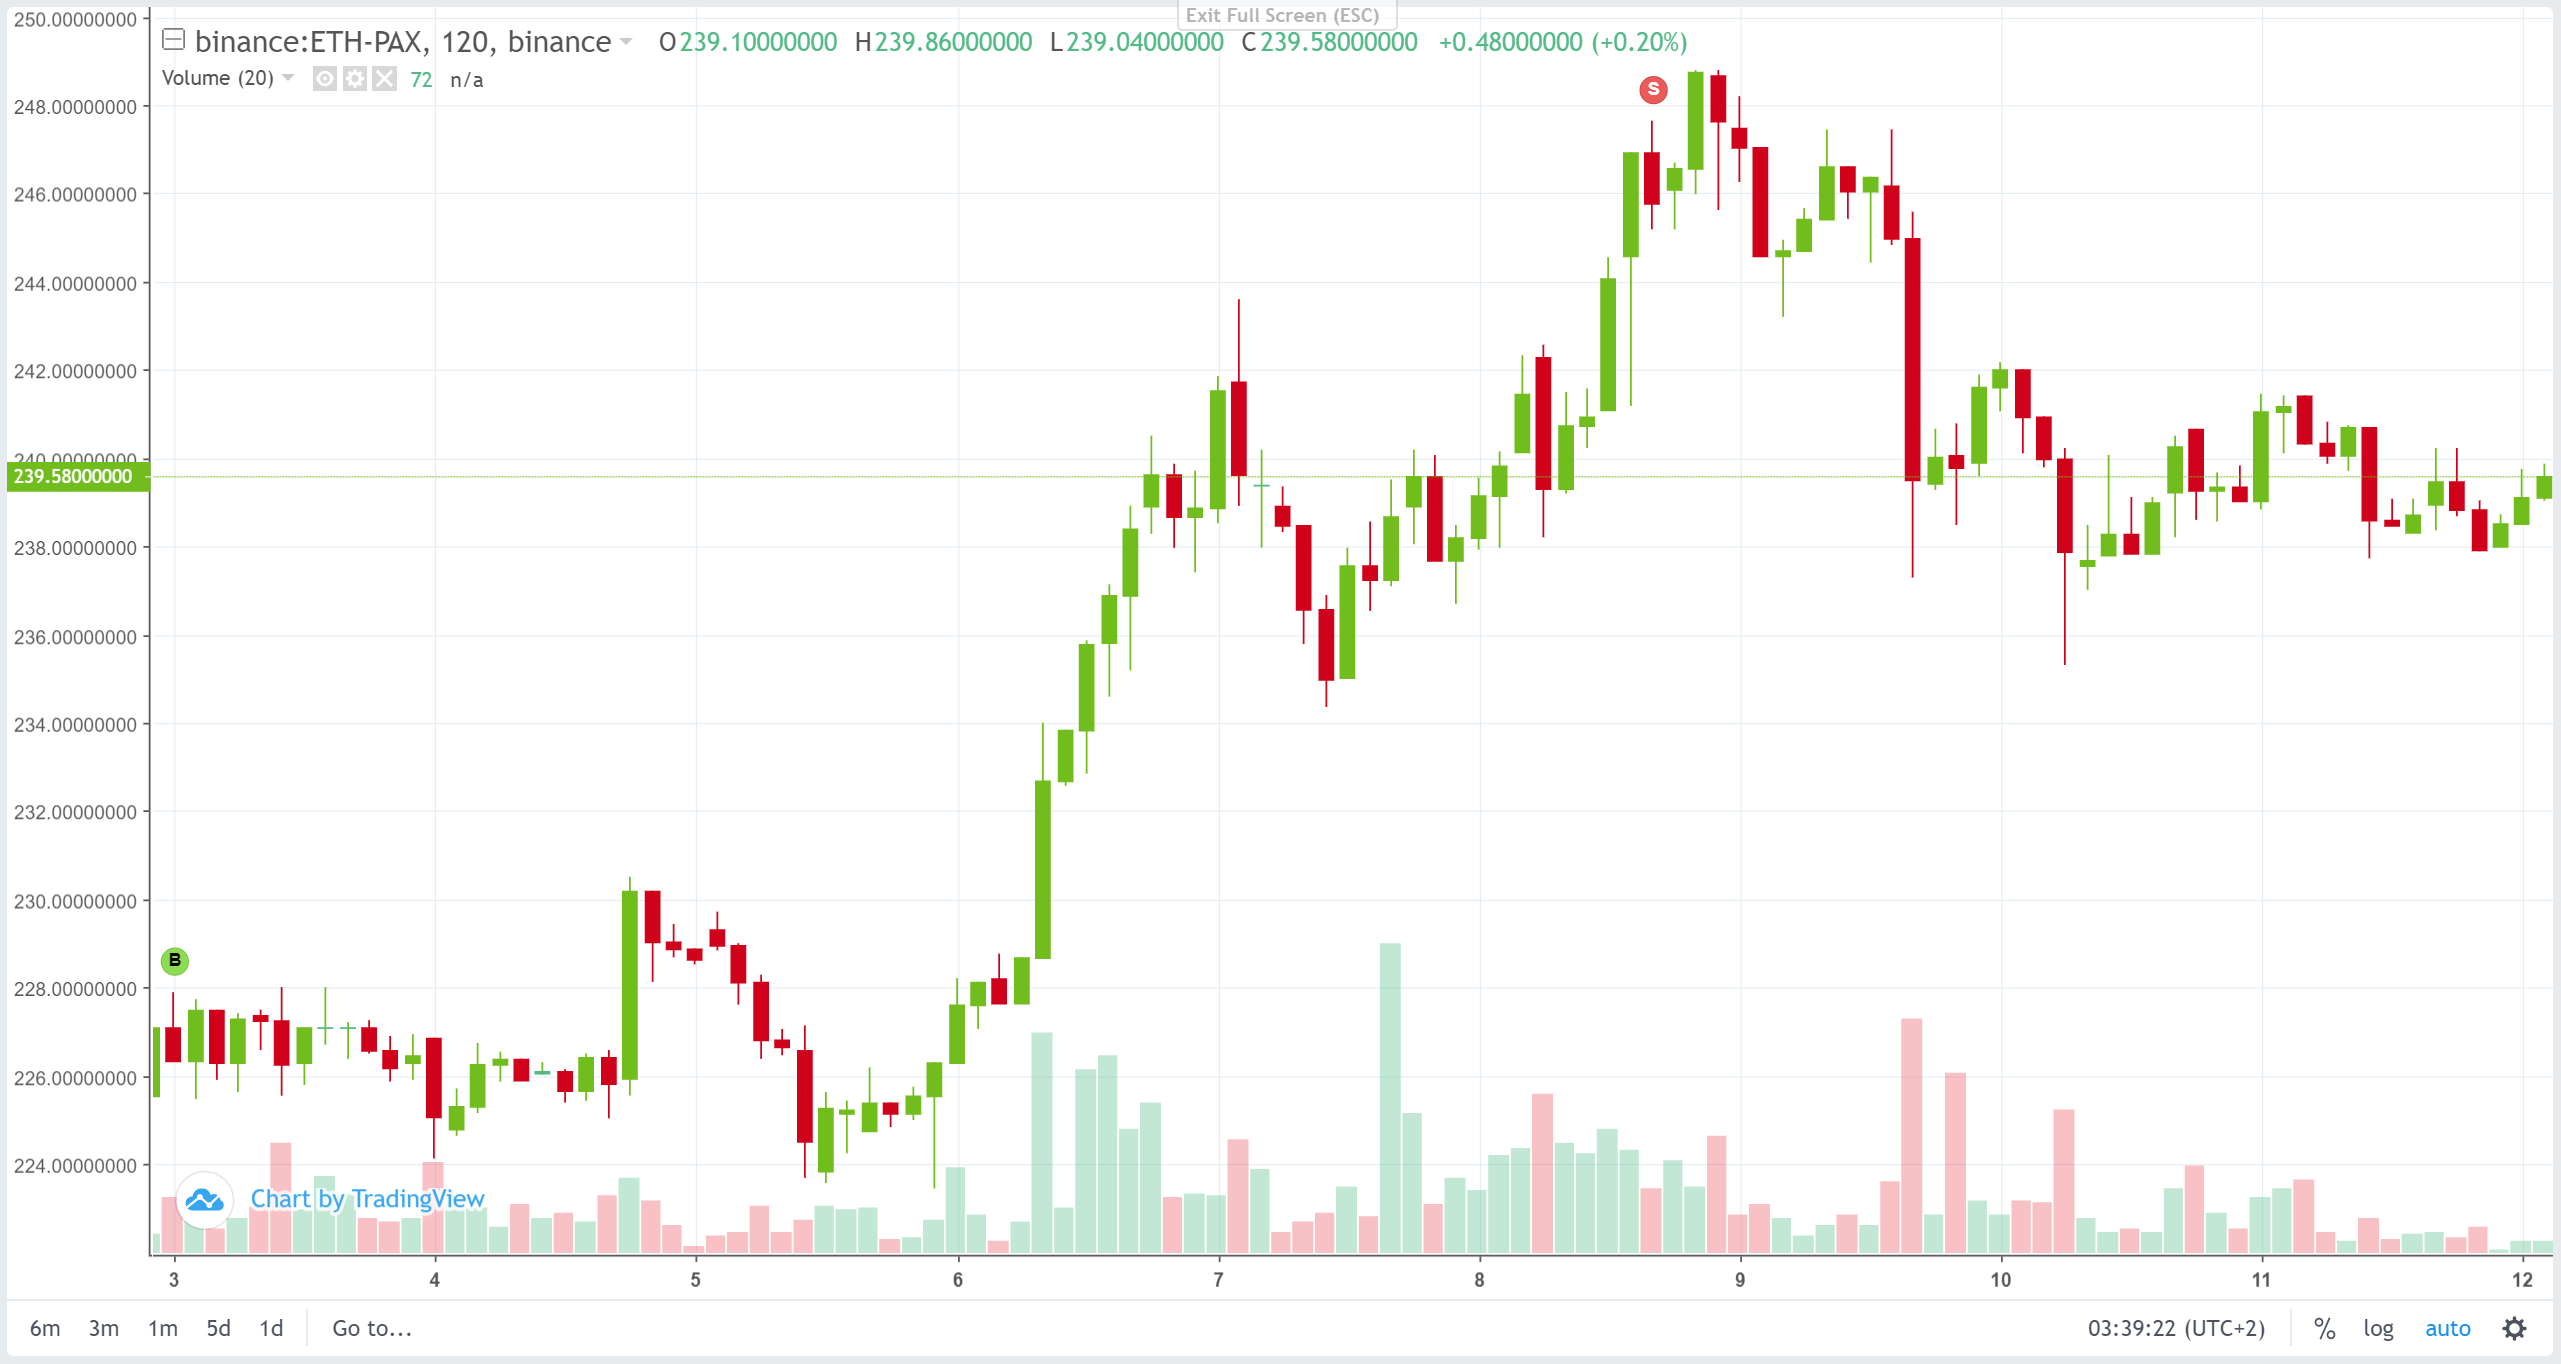 Exit Full Screen (ESC)
binance:ETH-PAX, 120, binance O239.10000000 H239.86000000 L239.04000000 C239.58000000 +0.48000000 (+0.20%)
Volume (20) 72 n/a
250.00000000
248.00000000
246.00000000
244.00000000
242.00000000
240.00000000
239.58000000
238.00000000
236.00000000
234.00000000
232.00000000
230.00000000
228.00000000
226.00000000
224.00000000
S
B
Chart by TradingView
3 4 5 6 7 8 9 10 11 12
6m 3m 1m 5d 1d Go to... 03:39:22 (UTC+2) % log auto